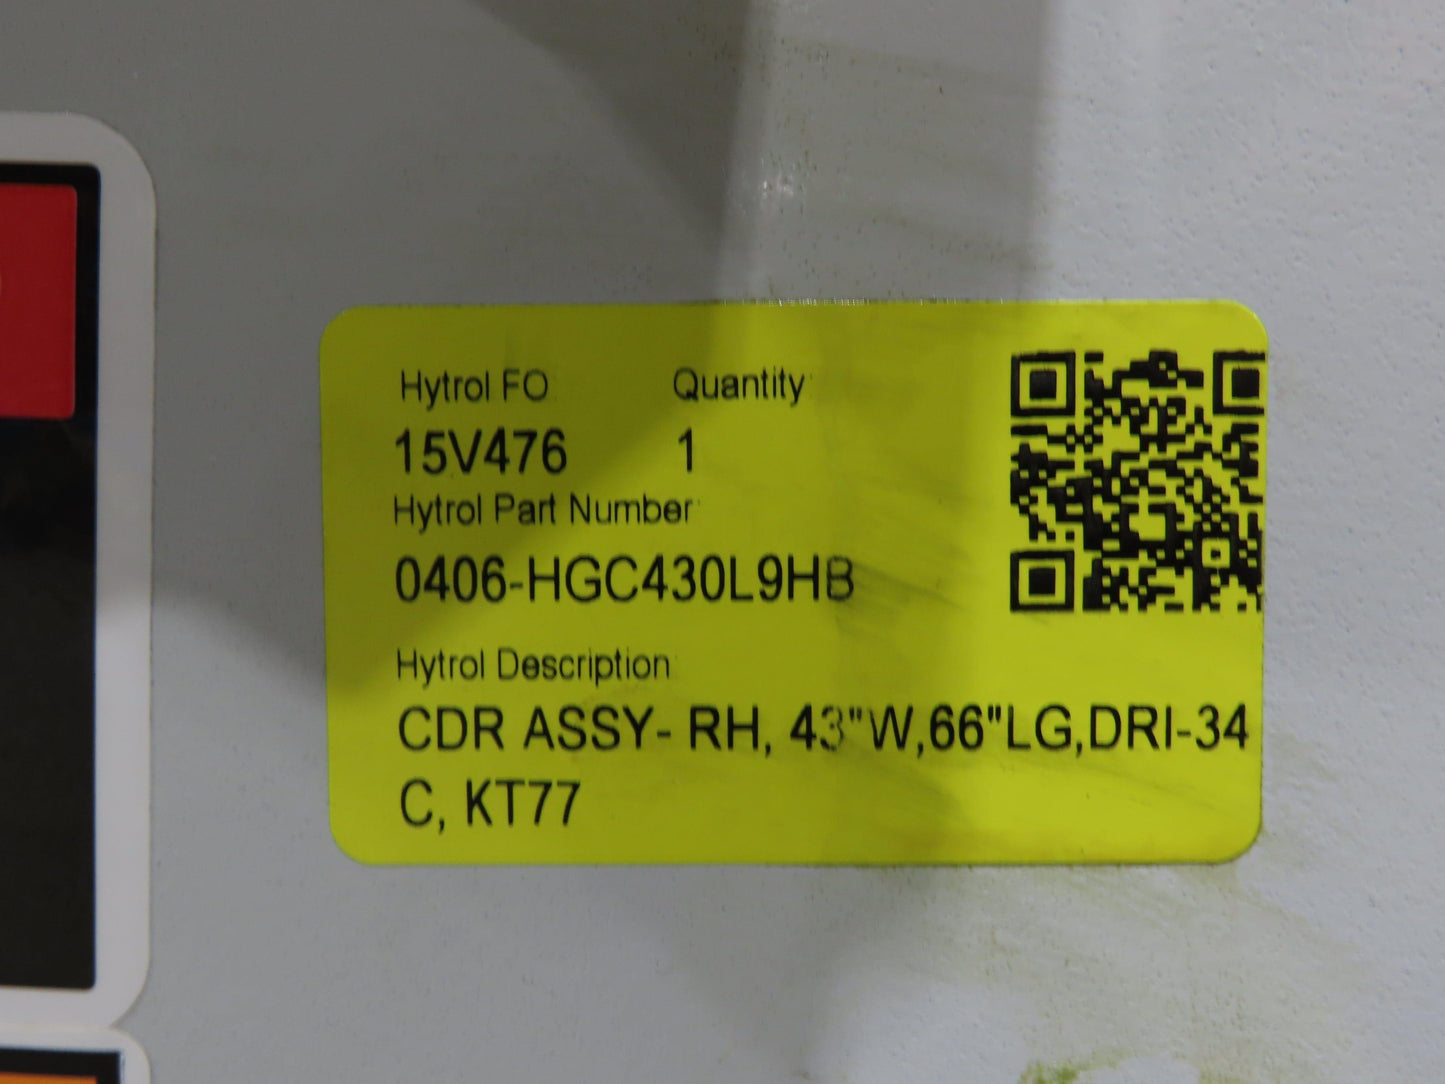 Hytrol FO Quantity
15V476 1
Hytrol Part Number
0406-HGC430L9HB
Hytrol Description
CDR ASSY- RH, 43"W,66"LG,DRI-34
C, KT77